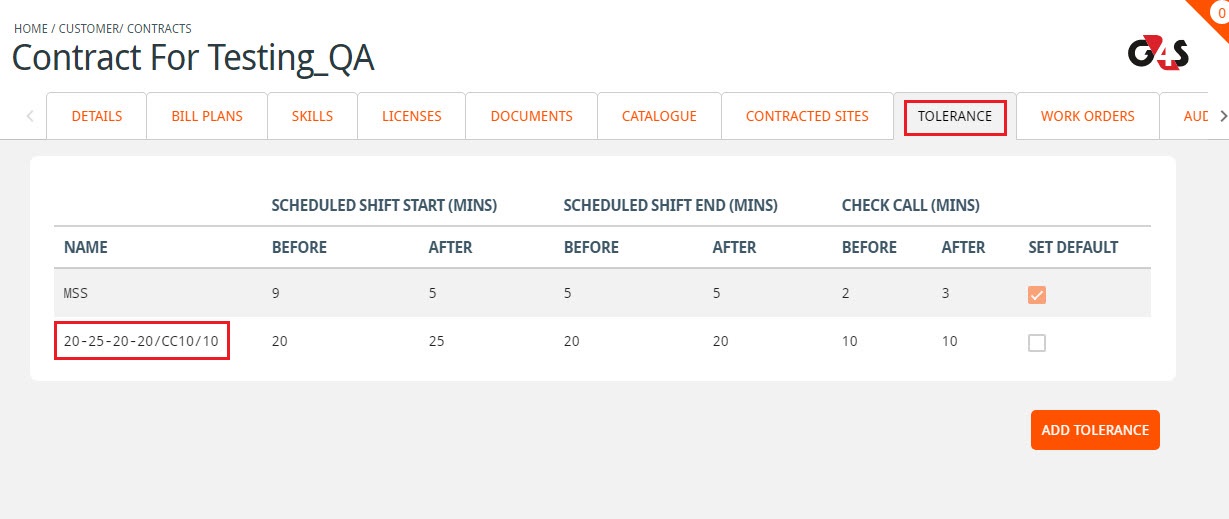 0
HOME / CUSTOMER/ CONTRACTS
Contract For Testing_QA
G4S
DETAILS BILL PLANS SKILLS LICENSES DOCUMENTS CATALOGUE CONTRACTED SITES TOLERANCE WORK ORDERS AUD
SCHEDULED SHIFT START (MINS) SCHEDULED SHIFT END (MINS) CHECK CALL (MINS)
NAME BEFORE AFTER BEFORE AFTER BEFORE AFTER SET DEFAULT
MSS 9 5 5 5 2 3
20-25-20-20/CC10/10 20 25 20 20 10 10
ADD TOLERANCE